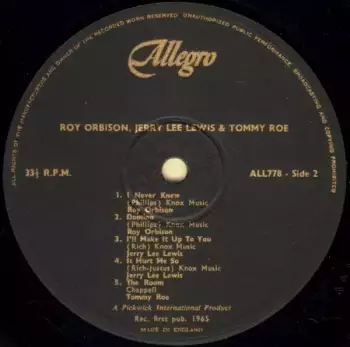 ALL RIGHTS OF THE MANUFACTURER AND OWNER OF THE RECORDED WORK RESERVED. UNAUTHORISED PUBLIC PERFORMANCE, BROADCASTING AND COPYING OF THIS RECORD PROHIBITED
Allegro
ROY ORBISON, JERRY LEE LEWIS & TOMMY ROE
33⅓ R.P.M.
ALL778 - Side 2
1. I Never Knew
(Phillips) Knox Music
Roy Orbison
2. Domino
(Phillips) Knox Music
Roy Orbison
3. I'll Make It Up To You
(Rich) Knox Music
Jerry Lee Lewis
4. It Hurt Me So
(Rich-Justus) Knox Music
Jerry Lee Lewis
5. The Room
Chappell
Tommy Roe
A Pickwick International Product
Rec. first pub. 1965
MADE IN ENGLAND